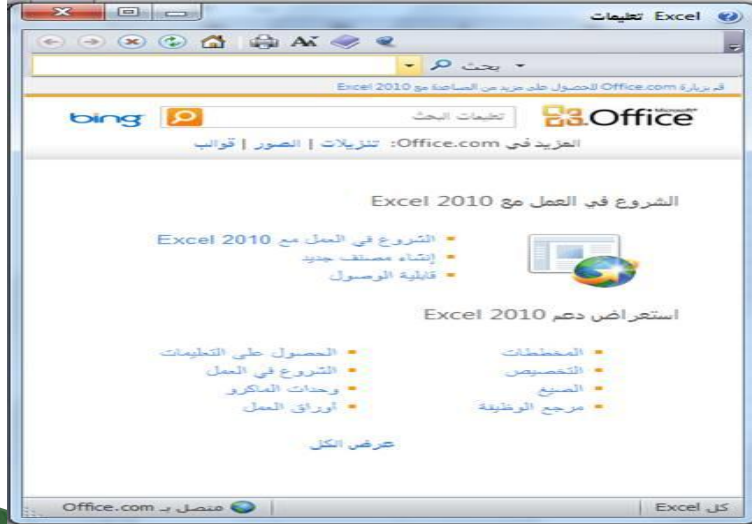 Excel تعليمات
بحث
قم بزيارة Office.com للحصول على مزيد من المساعدة مع Excel 2010
Microsoft®
Office
تعليمات البحث
bing
المزيد في Office.com: تنزيلات | الصور | قوالب
الشروع في العمل مع Excel 2010
الشروع في العمل مع Excel 2010
إنشاء مصنف جديد
قابلية الوصول
استعراض دعم Excel 2010
المخططات
الحصول على التعليمات
التخصيص
الشروع في العمل
الصيغ
وحدات الماكرو
مرجع الوظيفة
أوراق العمل
عرض الكل
كل Excel
متصل بـ Office.com